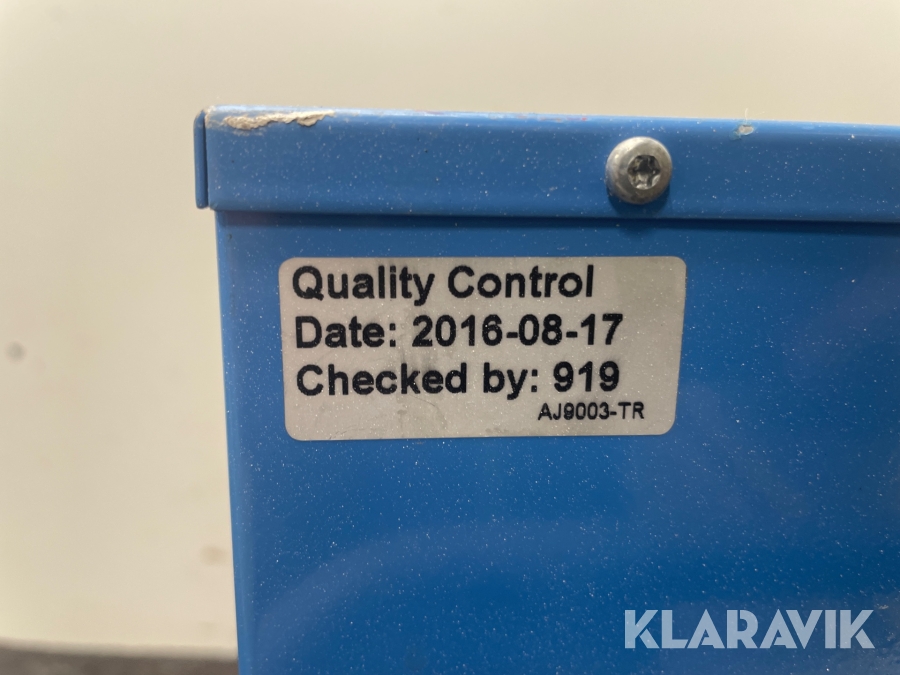 Quality Control
Date: 2016-08-17
Checked by: 919
AJ9003-TR
KLARAVIK